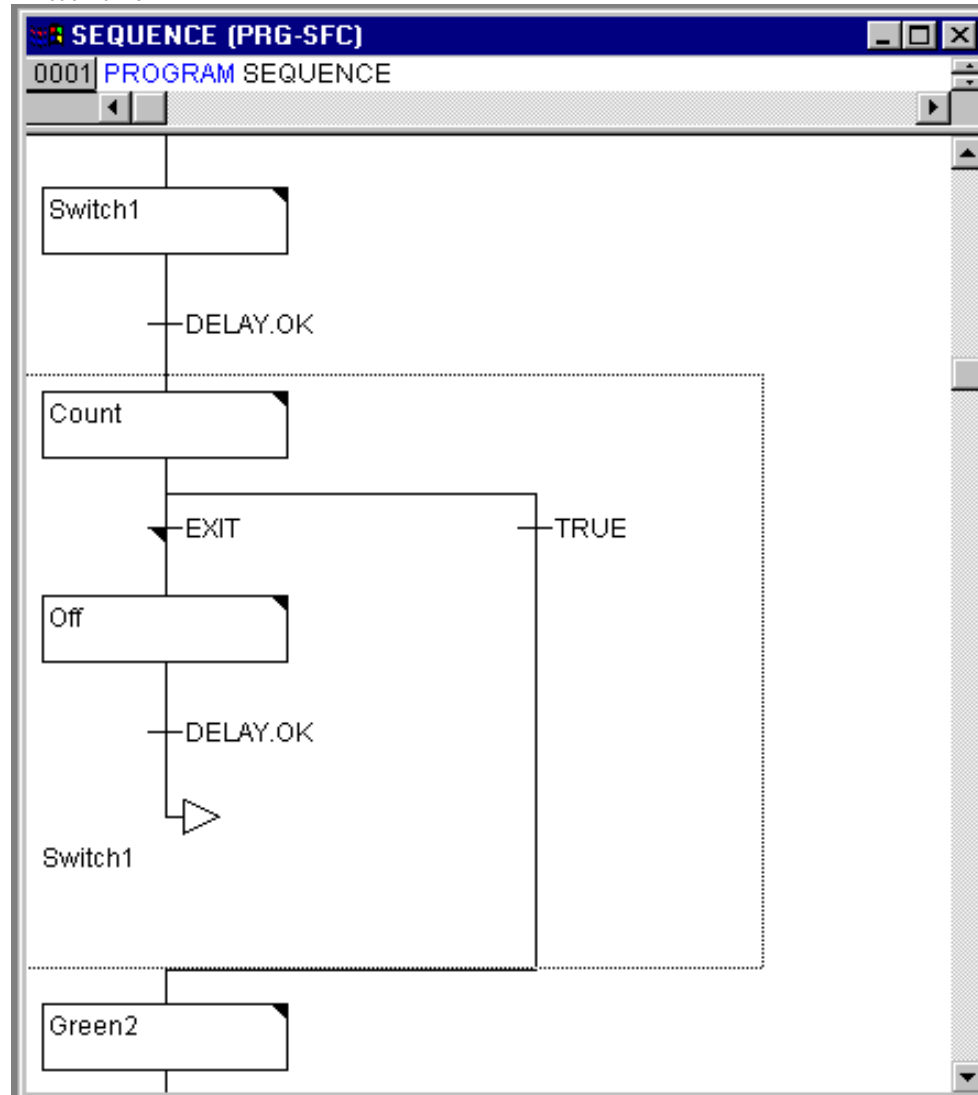 SEQUENCE (PRG-SFC)
0001 PROGRAM SEQUENCE
Switch1
DELAY.OK
Count
EXIT TRUE
Off
DELAY.OK
Switch1
Green2